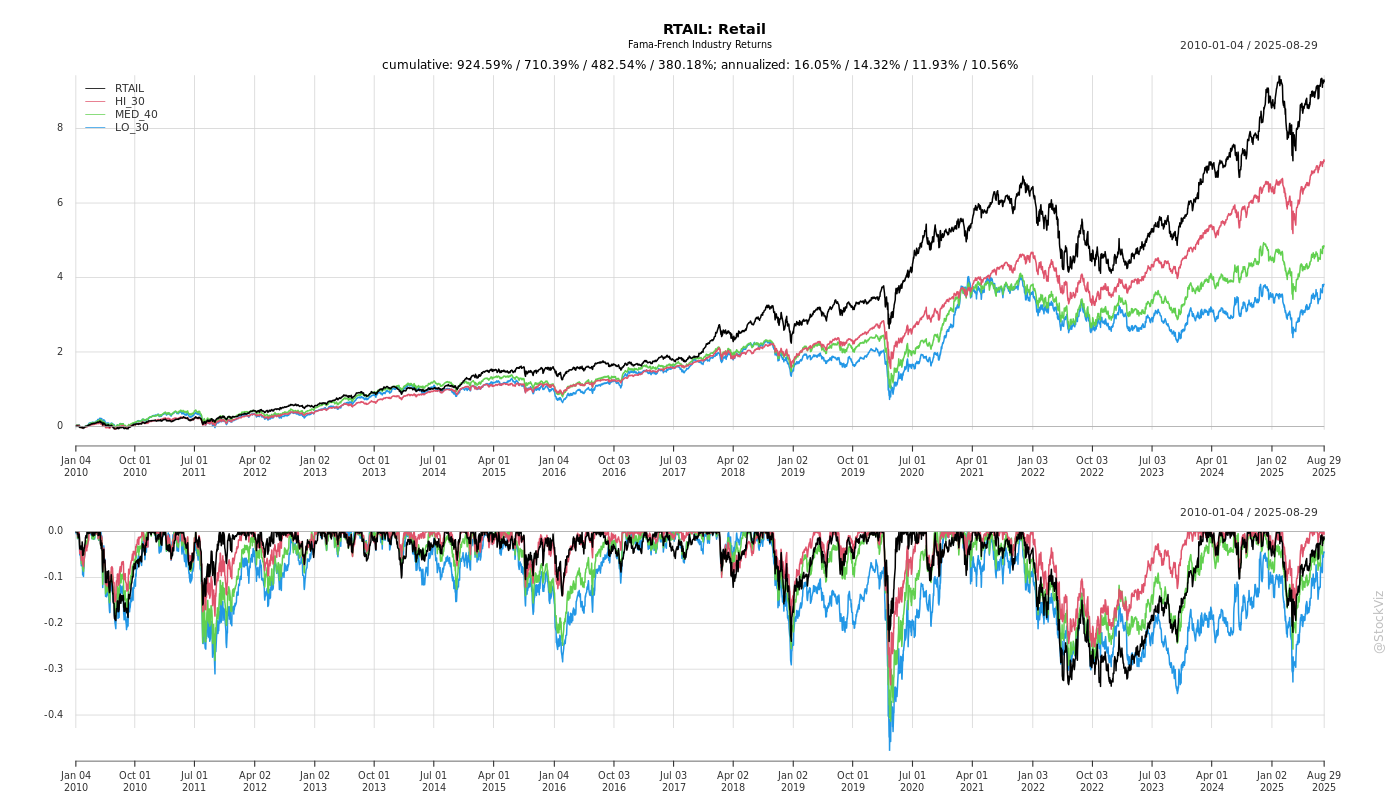 RTAIL: Retail
Fama-French Industry Returns
2010-01-04 / 2025-08-29
cumulative: 924.59% / 710.39% / 482.54% / 380.18%; annualized: 16.05% / 14.32% / 11.93% / 10.56%
RTAIL
HI_30
MED_40
LO_30
8
6
4
2
0
Jan 04 Oct 01 Jul 01 Apr 02 Jan 02 Oct 01 Jul 01 Apr 01 Jan 04 Oct 03 Jul 03 Apr 02 Jan 02 Oct 01 Jul 01 Apr 01 Jan 03 Oct 03 Jul 03 Apr 01 Jan 02 Aug 29
2010 2010 2011 2012 2013 2013 2014 2015 2016 2016 2017 2018 2019 2019 2020 2021 2022 2022 2023 2024 2025 2025
2010-01-04 / 2025-08-29
0.0
-0.1
-0.2
-0.3
-0.4
Jan 04 Oct 01 Jul 01 Apr 02 Jan 02 Oct 01 Jul 01 Apr 01 Jan 04 Oct 03 Jul 03 Apr 02 Jan 02 Oct 01 Jul 01 Apr 01 Jan 03 Oct 03 Jul 03 Apr 01 Jan 02 Aug 29
2010 2010 2011 2012 2013 2013 2014 2015 2016 2016 2017 2018 2019 2019 2020 2021 2022 2022 2023 2024 2025 2025
@StockViz